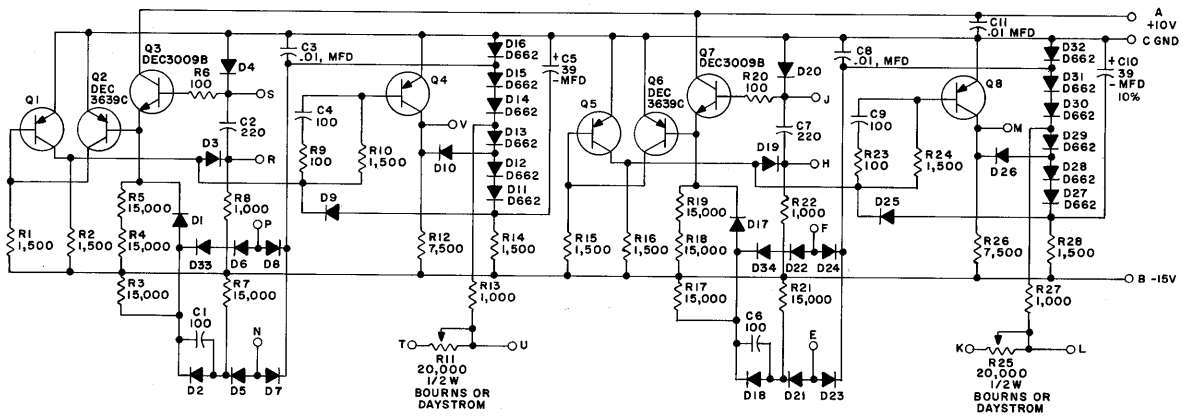 A
+10V
C11
.01 MFD
C GND
Q3
DEC3009B
R6
100
D4
S
C3
.01, MFD
Q4
D16
D662
D15
D662
D14
D662
D13
D662
D12
D662
D11
D662
+
C5
39
-MFD
Q1
Q2
DEC
3639C
C2
220
D3
R
C4
100
R9
100
R10
1,500
V
D10
D9
R5
15,000
R4
15,000
D1
R8
1,000
P
D33
D6
D8
R1
1,500
R2
1,500
R3
15,000
R7
15,000
R12
7,500
R14
1,500
R13
1,000
C1
100
N
D2
D5
D7
T
U
R11
20,000
1/2 W
BOURNS OR
DAYSTROM
Q7
DEC3009B
R20
100
D20
J
C8
.01, MFD
Q8
D32
D662
D31
D662
D30
D662
D29
D662
D28
D662
D27
D662
+
C10
39
- MFD
10%
Q5
Q6
DEC
3639C
C7
220
D19
H
C9
100
R23
100
R24
1,500
M
D26
D25
R19
15,000
R18
15,000
D17
R22
1,000
F
D34
D22
D24
R15
1,500
R16
1,500
R17
15,000
R21
15,000
R26
7,500
R28
1,500
B -15V
R27
1,000
C6
100
E
D18
D21
D23
K
L
R25
20,000
1/2 W
BOURNS OR
DAYSTROM